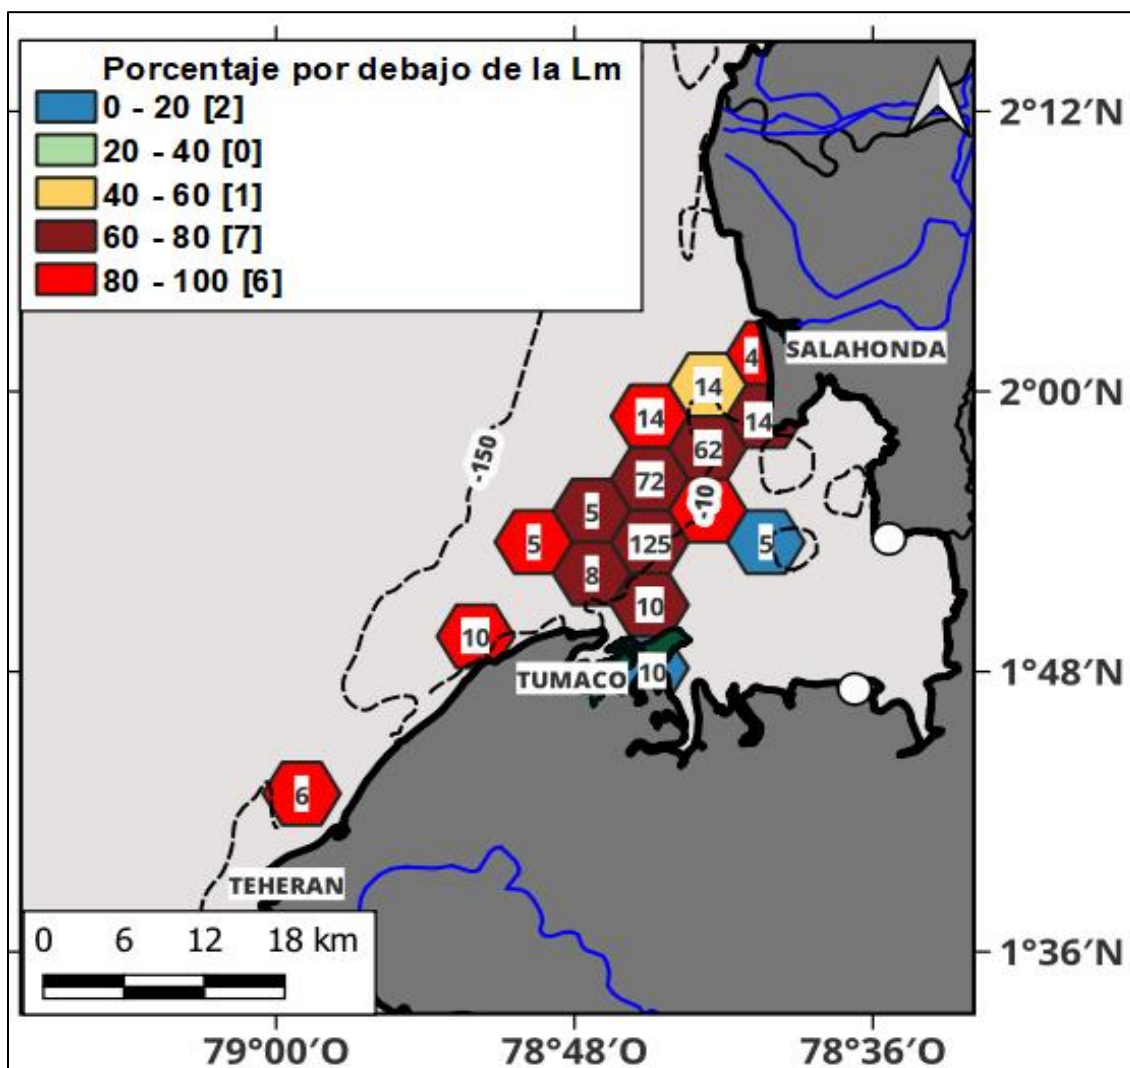 Porcentaje por debajo de la Lm
0 - 20 [2]
20 - 40 [0]
40 - 60 [1]
60 - 80 [7]
80 - 100 [6]
2°12′N
SALAHONDA
4
14
2°00′N
14
14
62
-150
72
-10
5
5
125
5
8
10
10
TUMACO
10
1°48′N
6
TEHERAN
0 6 12 18 km
1°36′N
79°00′O 78°48′O 78°36′O